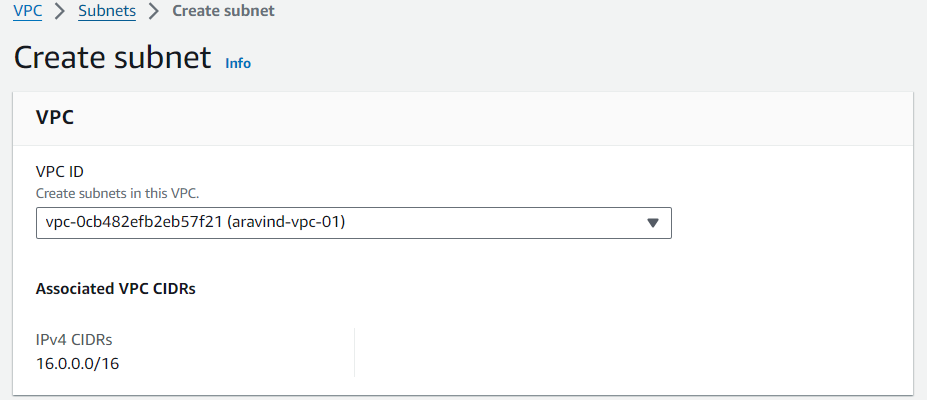 VPC > Subnets > Create subnet
Create subnet Info
VPC
VPC ID
Create subnets in this VPC.
vpc-0cb482efb2eb57f21 (aravind-vpc-01)
Associated VPC CIDRs
IPv4 CIDRs
16.0.0.0/16